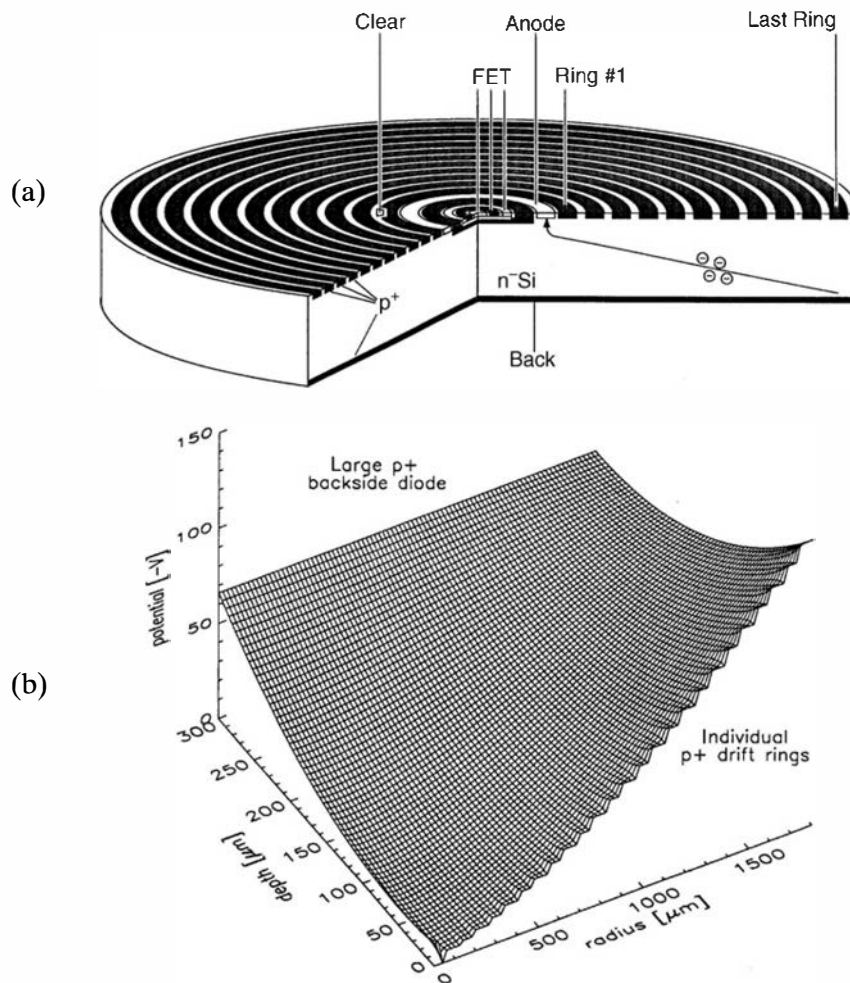 Clear
Anode
Last Ring
FET
Ring #1
(a)
n⁻Si
p⁺
Back
(b)
150
Large p+
backside diode
100
potential [-V]
50
0
300
250
200
150
100
50
0
depth [μm]
Individual
p+ drift rings
0
500
1000
1500
radius [μm]